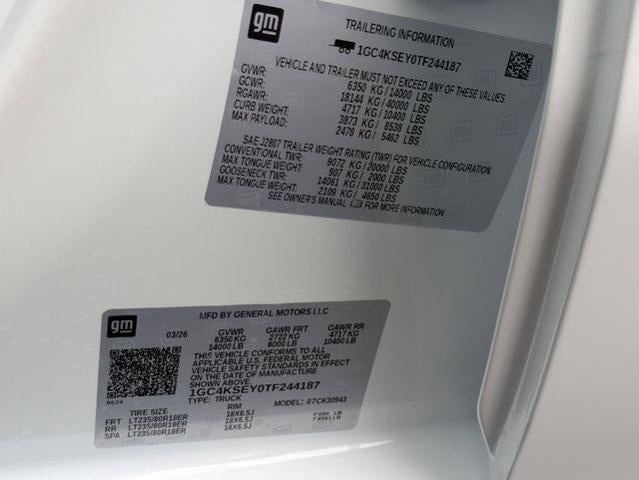 gm
TRAILERING INFORMATION
1GC4KSEY0TF244187
VEHICLE AND TRAILER MUST NOT EXCEED ANY OF THESE VALUES.
GVWR: 6350 KG/14000 LBS
GCWR: 18144 KG/40000 LBS
RGAWR: 4717 KG/10400 LBS
CURB WEIGHT: 3873 KG/ 8538 LBS
MAX PAYLOAD: 2478 KG/ 5462 LBS
SAE J2807 TRAILER WEIGHT RATING (TWR) FOR VEHICLE CONFIGURATION
CONVENTIONAL TWR: 9072 KG/20000 LBS
MAX TONGUE WEIGHT: 907 KG/ 2000 LBS
GOOSENECK TWR: 14061 KG/31000 LBS
MAX TONGUE WEIGHT: 2109 KG/ 4650 LBS
SEE OWNER'S MANUAL FOR MORE INFORMATION
gm
MFD BY GENERAL MOTORS LLC
03/26 GVWR GAWR FRT GAWR RR
6350 KG 2722 KG 4717 KG
14000 LB 6000 LB 10400 LB
THIS VEHICLE CONFORMS TO ALL
APPLICABLE U.S. FEDERAL MOTOR
VEHICLE SAFETY STANDARDS IN EFFECT
ON THE DATE OF MANUFACTURE
SHOWN ABOVE.
1GC4KSEY0TF244187
TYPE: TRUCK MODEL: 07CK30943
R624
TIRE SIZE RIM
FRT LT235/80R18ER 18X6.5J
RR LT235/80R18ER 18X6.5J
SPA LT235/80R18ER 18X6.5J